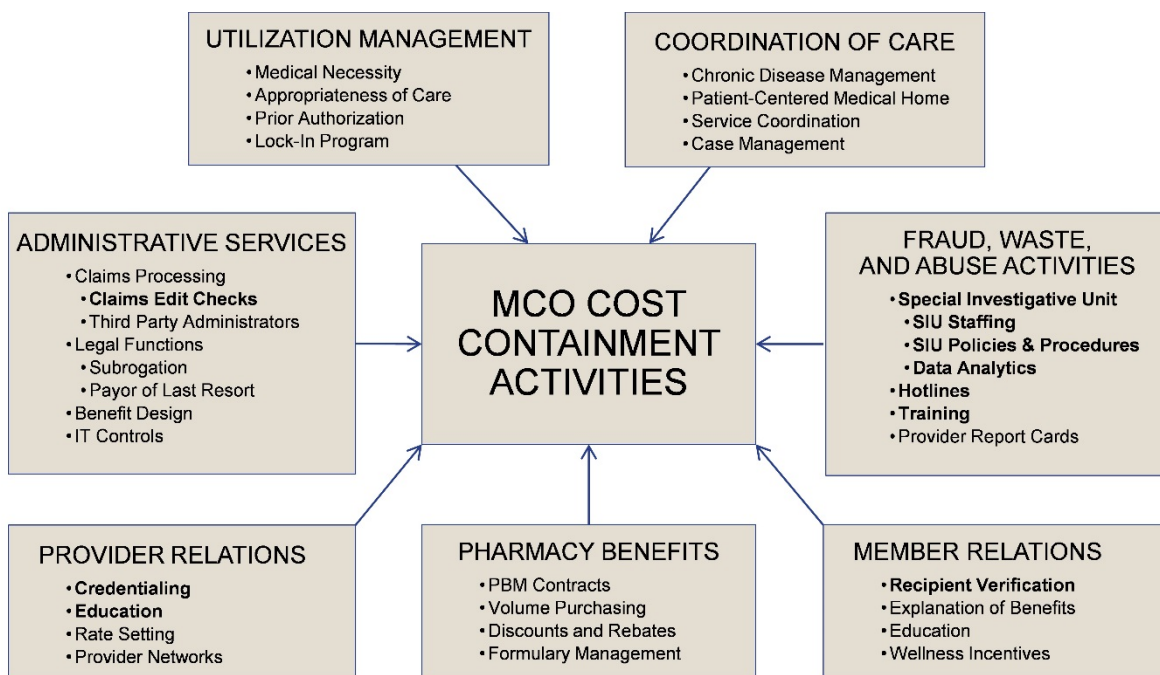 UTILIZATION MANAGEMENT
• Medical Necessity
• Appropriateness of Care
• Prior Authorization
• Lock-In Program
COORDINATION OF CARE
• Chronic Disease Management
• Patient-Centered Medical Home
• Service Coordination
• Case Management
ADMINISTRATIVE SERVICES
• Claims Processing
• Claims Edit Checks
• Third Party Administrators
• Legal Functions
• Subrogation
• Payor of Last Resort
• Benefit Design
• IT Controls
MCO COST
CONTAINMENT
ACTIVITIES
FRAUD, WASTE,
AND ABUSE ACTIVITIES
• Special Investigative Unit
• SIU Staffing
• SIU Policies & Procedures
• Data Analytics
• Hotlines
• Training
• Provider Report Cards
PROVIDER RELATIONS
• Credentialing
• Education
• Rate Setting
• Provider Networks
PHARMACY BENEFITS
• PBM Contracts
• Volume Purchasing
• Discounts and Rebates
• Formulary Management
MEMBER RELATIONS
• Recipient Verification
• Explanation of Benefits
• Education
• Wellness Incentives